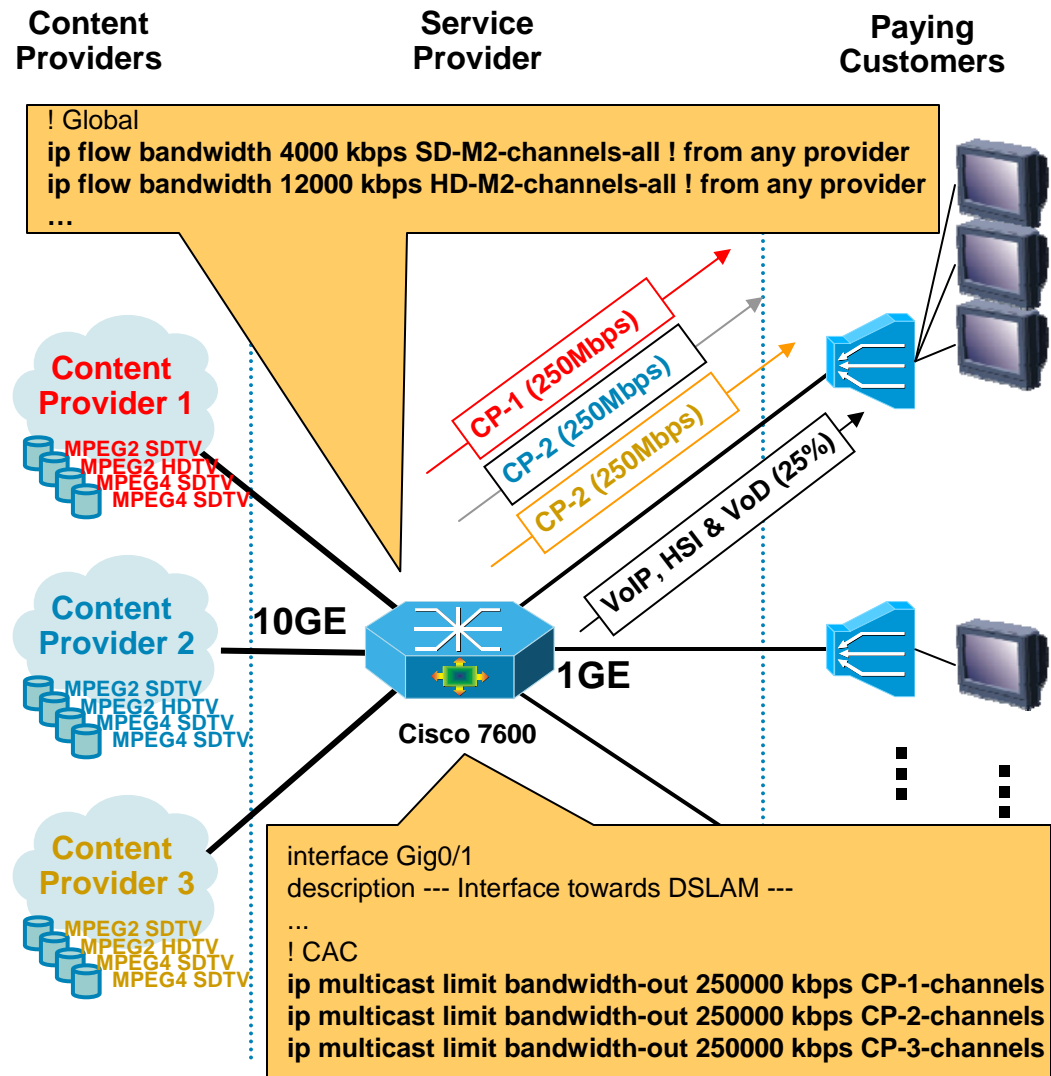 Content
Providers
Service
Provider
Paying
Customers
! Global
ip flow bandwidth 4000 kbps SD-M2-channels-all ! from any provider
ip flow bandwidth 12000 kbps HD-M2-channels-all ! from any provider
…
Content
Provider 1
MPEG2 SDTV
MPEG2 HDTV
MPEG4 SDTV
MPEG4 SDTV
CP-1 (250Mbps)
CP-2 (250Mbps)
CP-2 (250Mbps)
VoIP, HSI & VoD (25%)
Content
Provider 2
MPEG2 SDTV
MPEG2 HDTV
MPEG4 SDTV
MPEG4 SDTV
10GE
1GE
Cisco 7600
Content
Provider 3
MPEG2 SDTV
MPEG2 HDTV
MPEG4 SDTV
MPEG4 SDTV
interface Gig0/1
description --- Interface towards DSLAM ---
...
! CAC
ip multicast limit bandwidth-out 250000 kbps CP-1-channels
ip multicast limit bandwidth-out 250000 kbps CP-2-channels
ip multicast limit bandwidth-out 250000 kbps CP-3-channels